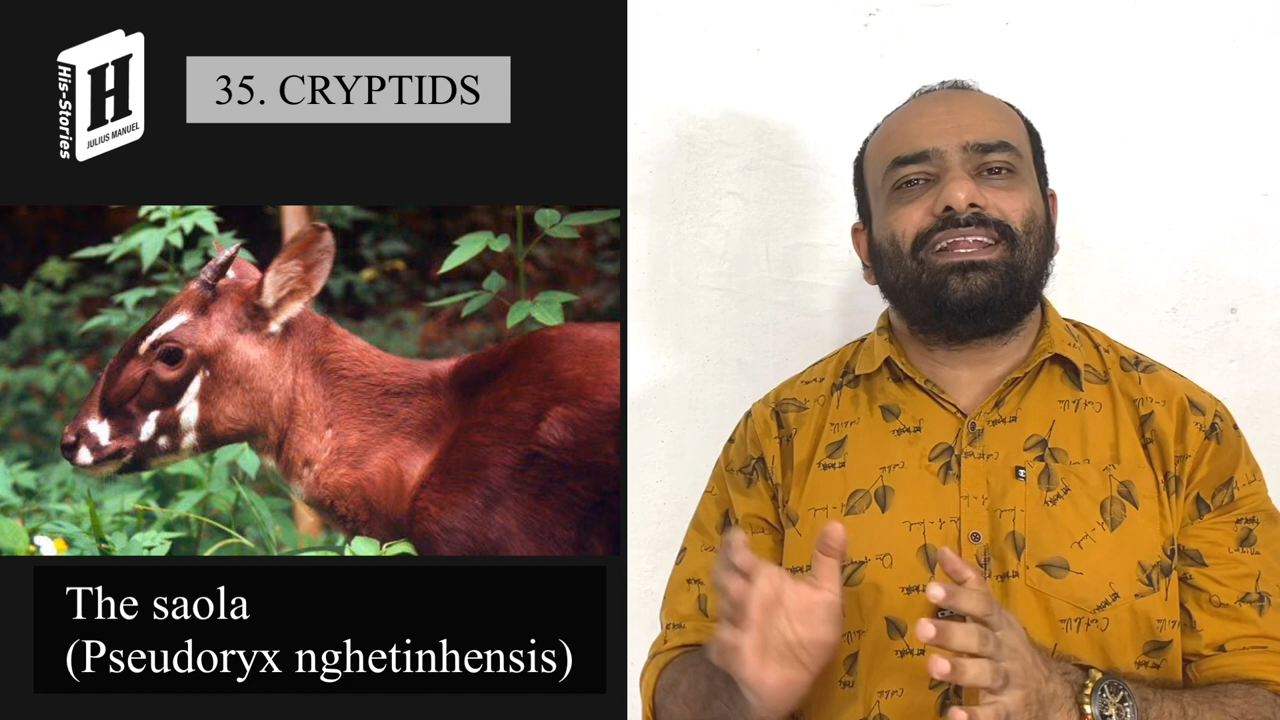 His-Stories
H
JULIUS MANUEL
35. CRYPTIDS
The saola
(Pseudoryx nghetinhensis)